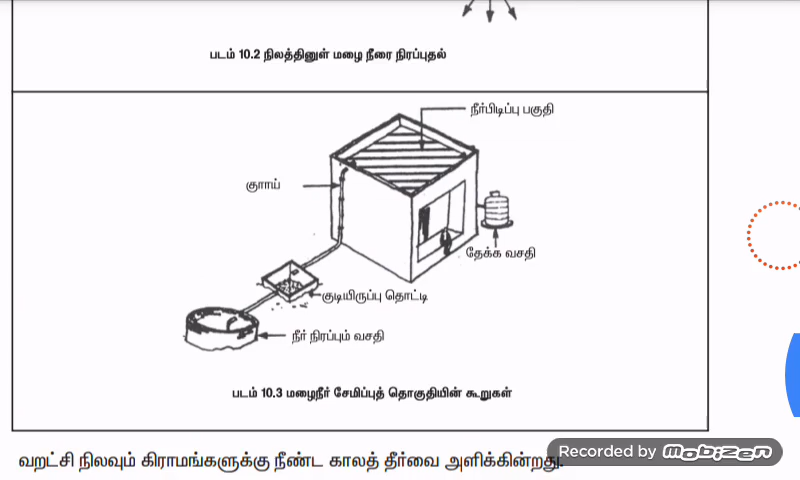 படம் 10.2 நிலத்தினுள் மழை நீரை நிரப்புதல்
நீர்பிடிப்பு பகுதி
குாய்
தேக்க வசதி
குடியிருப்பு தொட்டி
நீர் நிரப்பும் வசதி
படம் 10.3 மழைநீர் சேமிப்புத் தொகுதியின் கூறுகள்
வறட்சி நிலவும் கிராமங்களுக்கு நீண்ட காலத் தீர்வை அளிக்கின்றது.
Recorded by mobizen